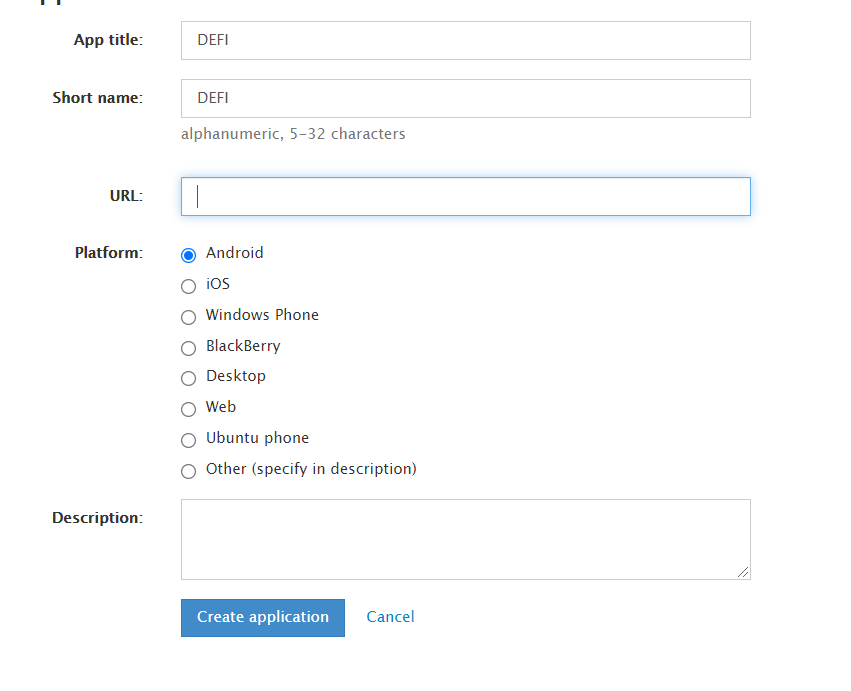 App title:
DEFI
Short name:
DEFI
alphanumeric, 5–32 characters
URL:
Platform:
Android
iOS
Windows Phone
BlackBerry
Desktop
Web
Ubuntu phone
Other (specify in description)
Description:
Create application
Cancel